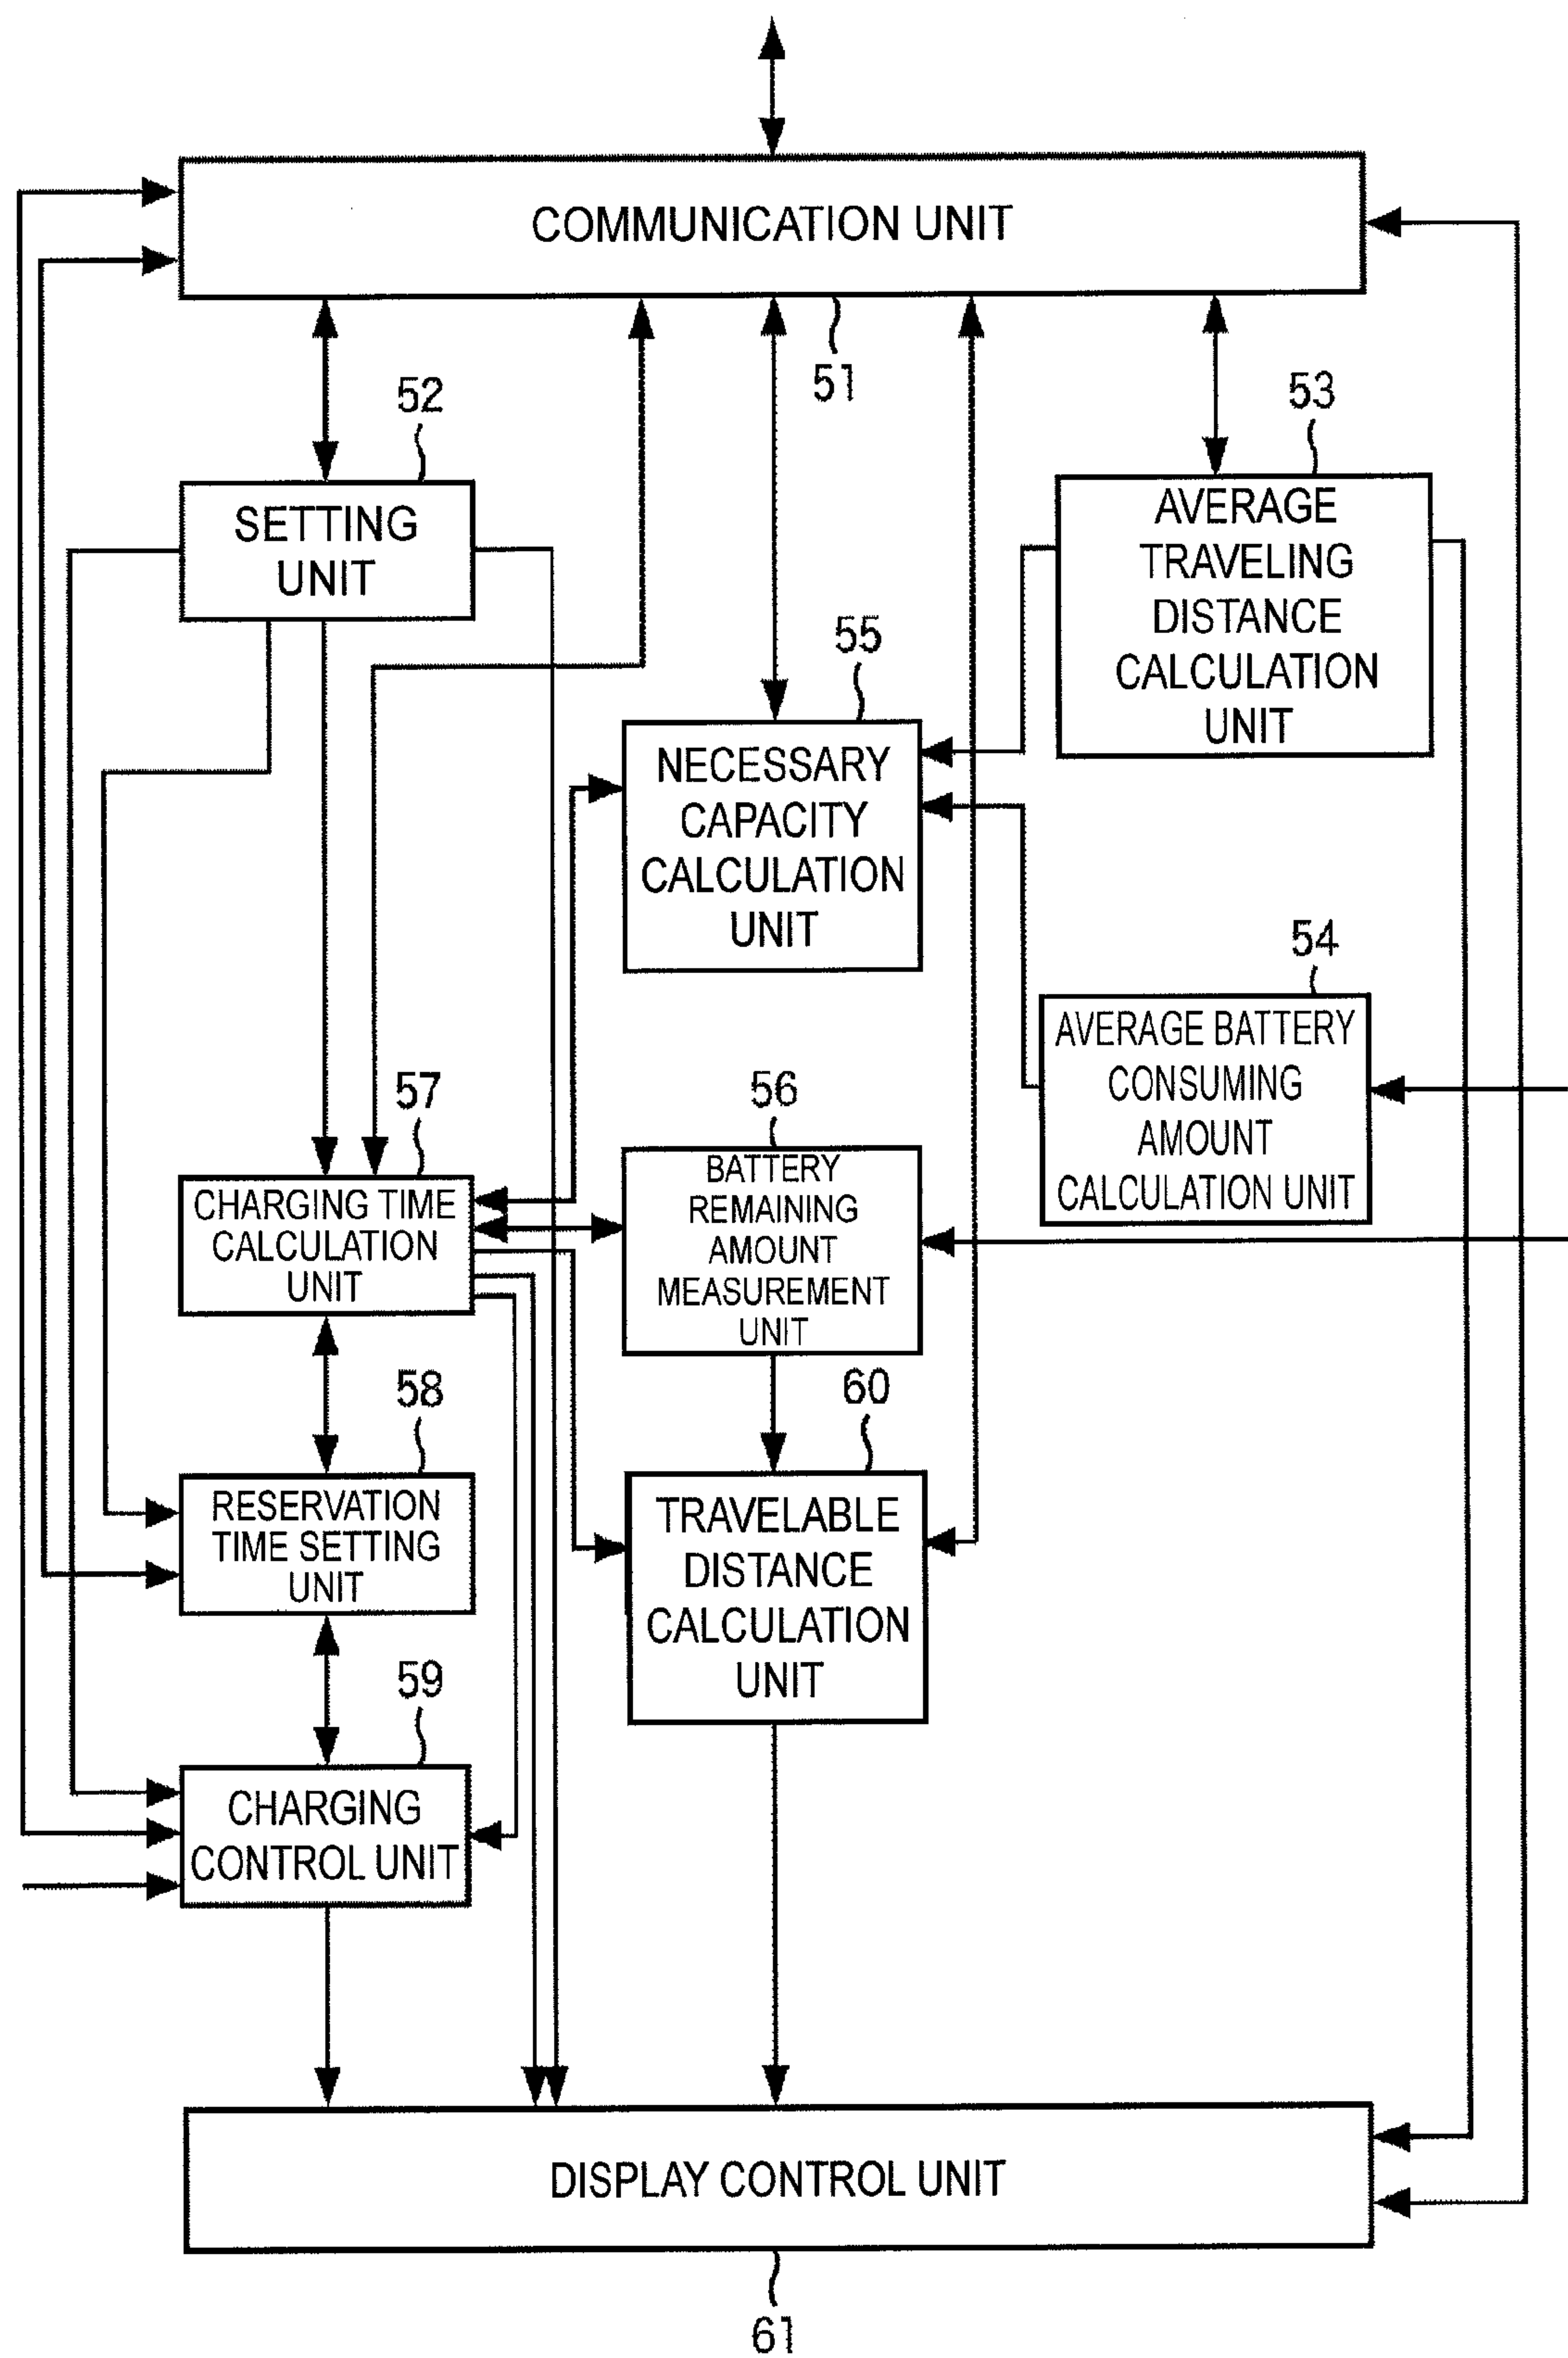 COMMUNICATION UNIT
51
52
53
SETTING
UNIT
AVERAGE
TRAVELING
DISTANCE
CALCULATION
UNIT
55
NECESSARY
CAPACITY
CALCULATION
UNIT
54
AVERAGE BATTERY
CONSUMING
AMOUNT
CALCULATION UNIT
57
56
CHARGING TIME
CALCULATION
UNIT
BATTERY
REMAINING
AMOUNT
MEASUREMENT
UNIT
58
60
RESERVATION
TIME SETTING
UNIT
TRAVELABLE
DISTANCE
CALCULATION
UNIT
59
CHARGING
CONTROL UNIT
DISPLAY CONTROL UNIT
61